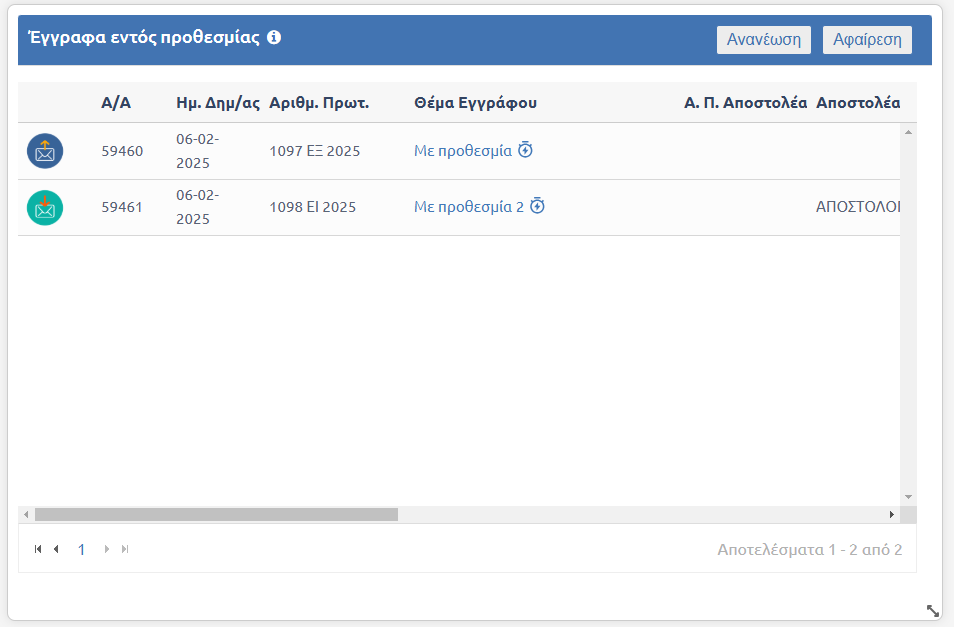 Έγγραφα εντός προθεσμίας
Ανανέωση Αφαίρεση
Α/Α Ημ. Δημ/ας Αριθμ. Πρωτ. Θέμα Εγγράφου Α. Π. Αποστολέα Αποστολέα
59460 06-02-2025 1097 ΕΞ 2025 Με προθεσμία
59461 06-02-2025 1098 ΕΙ 2025 Με προθεσμία 2 ΑΠΟΣΤΟΛΟΙ
1 Αποτελέσματα 1 - 2 από 2